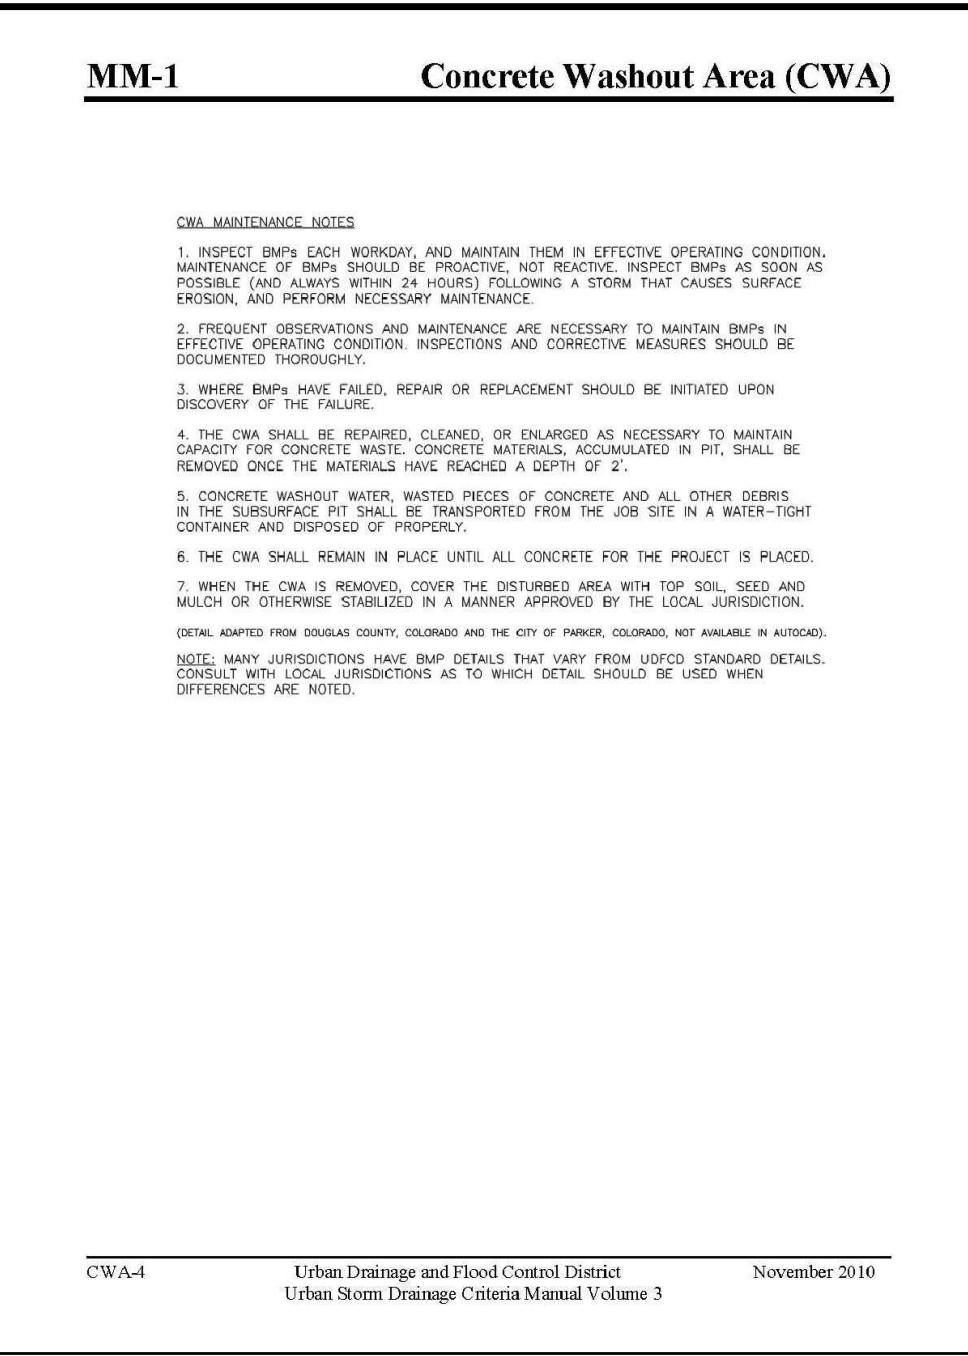 MM-1 Concrete Washout Area (CWA)
CWA MAINTENANCE NOTES
1. INSPECT BMPs EACH WORKDAY, AND MAINTAIN THEM IN EFFECTIVE OPERATING CONDITION.
MAINTENANCE OF BMPs SHOULD BE PROACTIVE, NOT REACTIVE. INSPECT BMPs AS SOON AS
POSSIBLE (AND ALWAYS WITHIN 24 HOURS) FOLLOWING A STORM THAT CAUSES SURFACE
EROSION, AND PERFORM NECESSARY MAINTENANCE.
2. FREQUENT OBSERVATIONS AND MAINTENANCE ARE NECESSARY TO MAINTAIN BMPs IN
EFFECTIVE OPERATING CONDITION. INSPECTIONS AND CORRECTIVE MEASURES SHOULD BE
DOCUMENTED THOROUGHLY.
3. WHERE BMPs HAVE FAILED, REPAIR OR REPLACEMENT SHOULD BE INITIATED UPON
DISCOVERY OF THE FAILURE.
4. THE CWA SHALL BE REPAIRED, CLEANED, OR ENLARGED AS NECESSARY TO MAINTAIN
CAPACITY FOR CONCRETE WASTE. CONCRETE MATERIALS, ACCUMULATED IN PIT, SHALL BE
REMOVED ONCE THE MATERIALS HAVE REACHED A DEPTH OF 2'.
5. CONCRETE WASHOUT WATER, WASTED PIECES OF CONCRETE AND ALL OTHER DEBRIS
IN THE SUBSURFACE PIT SHALL BE TRANSPORTED FROM THE JOB SITE IN A WATER-TIGHT
CONTAINER AND DISPOSED OF PROPERLY.
6. THE CWA SHALL REMAIN IN PLACE UNTIL ALL CONCRETE FOR THE PROJECT IS PLACED.
7. WHEN THE CWA IS REMOVED, COVER THE DISTURBED AREA WITH TOP SOIL, SEED AND
MULCH OR OTHERWISE STABILIZED IN A MANNER APPROVED BY THE LOCAL JURISDICTION.
(DETAIL ADAPTED FROM DOUGLAS COUNTY, COLORADO AND THE CITY OF PARKER, COLORADO, NOT AVAILABLE IN AUTOCAD).
NOTE: MANY JURISDICTIONS HAVE BMP DETAILS THAT VARY FROM UDFCD STANDARD DETAILS.
CONSULT WITH LOCAL JURISDICTIONS AS TO WHICH DETAIL SHOULD BE USED WHEN
DIFFERENCES ARE NOTED.
CWA-4 Urban Drainage and Flood Control District November 2010
Urban Storm Drainage Criteria Manual Volume 3